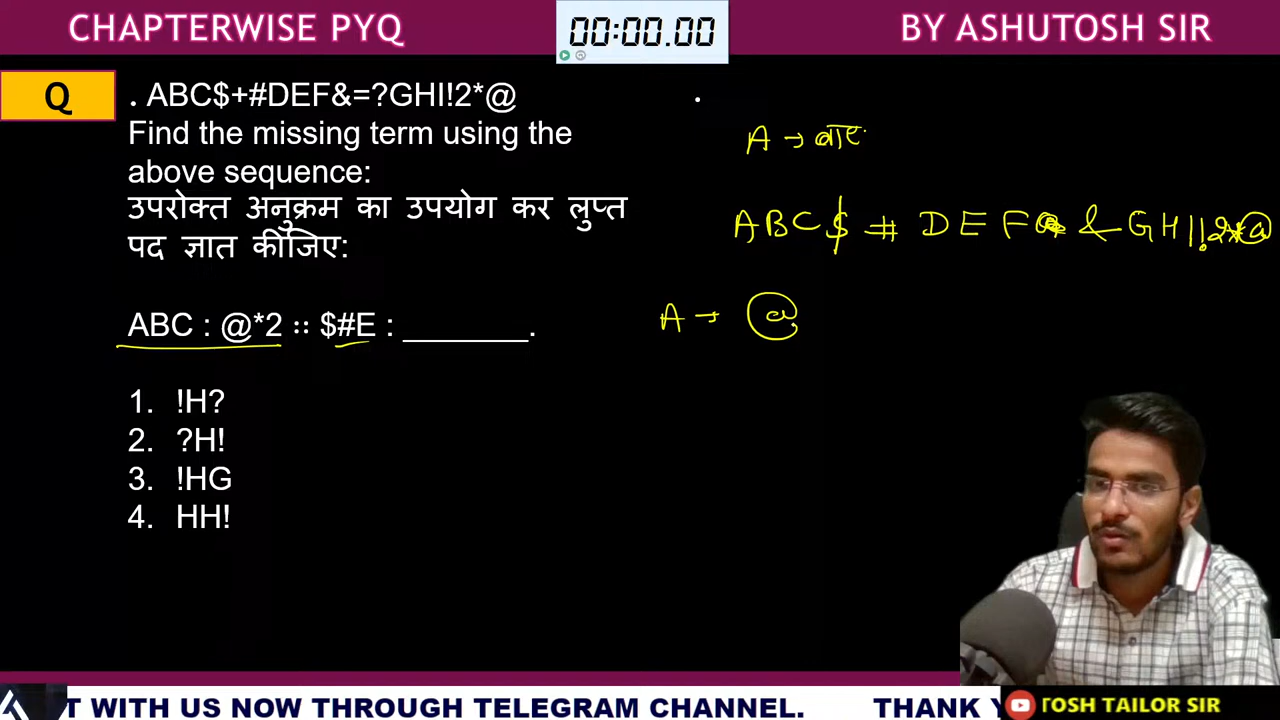 CHAPTERWISE PYQ
00:00.00
BY ASHUTOSH SIR
Q
. ABC$+#DEF&=?GHI!2*@
Find the missing term using the
above sequence:
उपरोक्त अनुक्रम का उपयोग कर लुप्त
पद ज्ञात कीजिए:
ABC : @*2 :: $#E : _______.
1. !H?
2. ?H!
3. !HG
4. HH!
A →
ABC$ # DEF & GHI!2*@
A → @
T WITH US NOW THROUGH TELEGRAM CHANNEL.
THANK Y
TOSH TAILOR SIR